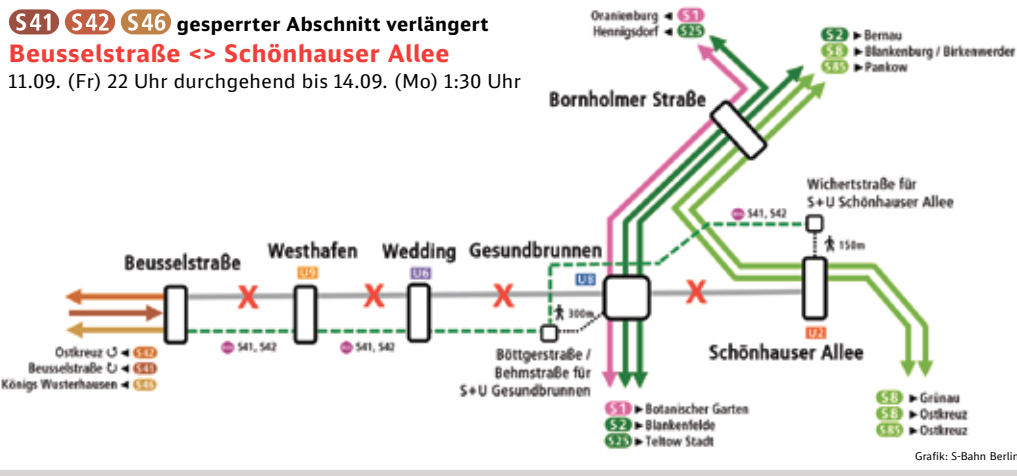 S41 S42 S46 gesperrter Abschnitt verlängert
Beusselstraße <> Schönhauser Allee
11.09. (Fr) 22 Uhr durchgehend bis 14.09. (Mo) 1:30 Uhr
Oranienburg ◄ S1
Hennigsdorf ◄ S25
S2 ► Bernau
S8 ► Blankenburg / Birkenwerder
S85 ► Pankow
Bornholmer Straße
Wichertstraße für
S+U Schönhauser Allee
S41, S42
150m
Beusselstraße
Westhafen
U9
Wedding
U6
Gesundbrunnen
U8
X
X
X
X
300m
S41, S42
S41, S42
U2
Schönhauser Allee
Ostkreuz ↺ ◄ S42
Beusselstraße ↻ ◄ S41
Königs Wusterhausen ◄ S46
Böttgerstraße /
Behmstraße für
S+U Gesundbrunnen
S1 ► Botanischer Garten
S2 ► Blankenfelde
S25 ► Teltow Stadt
S8 ► Grünau
S8 ► Ostkreuz
S85 ► Ostkreuz
Grafik: S-Bahn Berlin